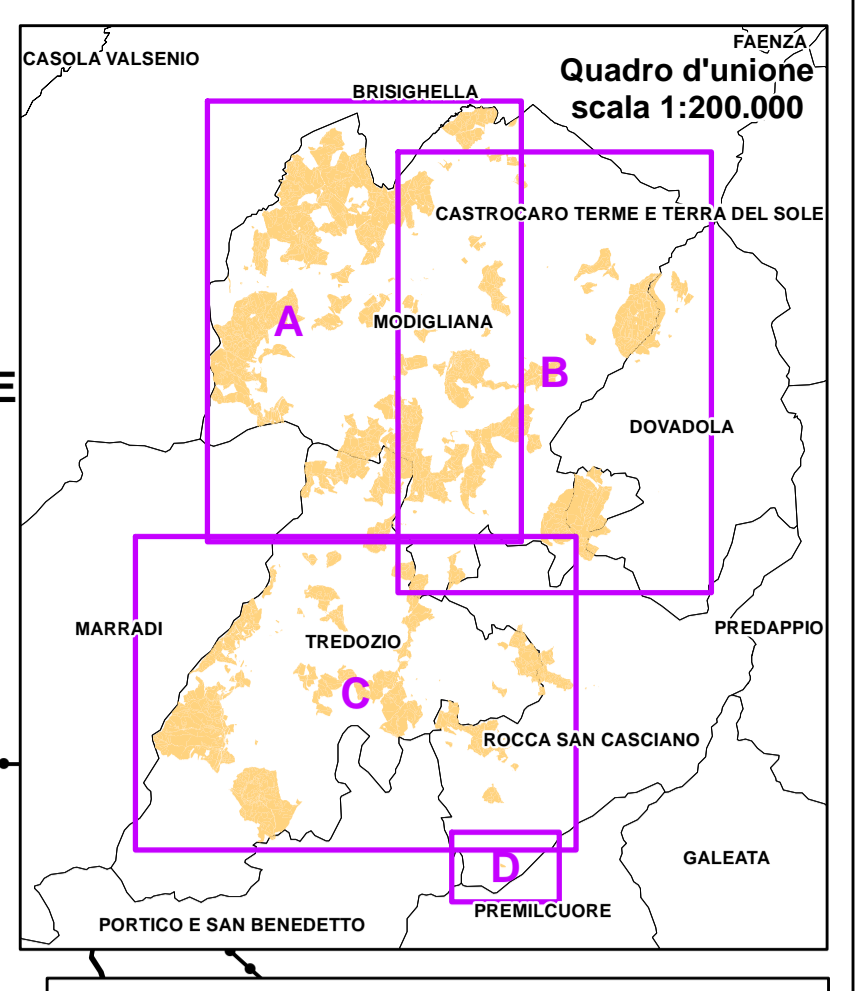 FAENZA
CASOLA VALSENIO
Quadro d'unione
scala 1:200.000
BRISIGHELLA
CASTROCARO TERME E TERRA DEL SOLE
A
MODIGLIANA
B
DOVADOLA
MARRADI
TREDOZIO
PREDAPPIO
C
ROCCA SAN CASCIANO
D
GALEATA
PREMILCUORE
PORTICO E SAN BENEDETTO